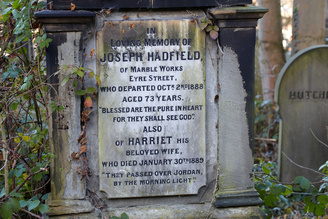 IN
LOVING MEMORY OF
JOSEPH HADFIELD,
OF MARBLE WORKS
EYRE STREET,
WHO DEPARTED OCTR 2ND 1888
AGED 73 YEARS.
"BLESSED ARE THE PURE IN HEART
FOR THEY SHALL SEE GOD."
ALSO
OF HARRIET HIS
BELOVED WIFE,
WHO DIED JANUARY 30TH 1889
"THEY PASSED OVER JORDAN,
BY THE MORNING LIGHT."
BUTCH